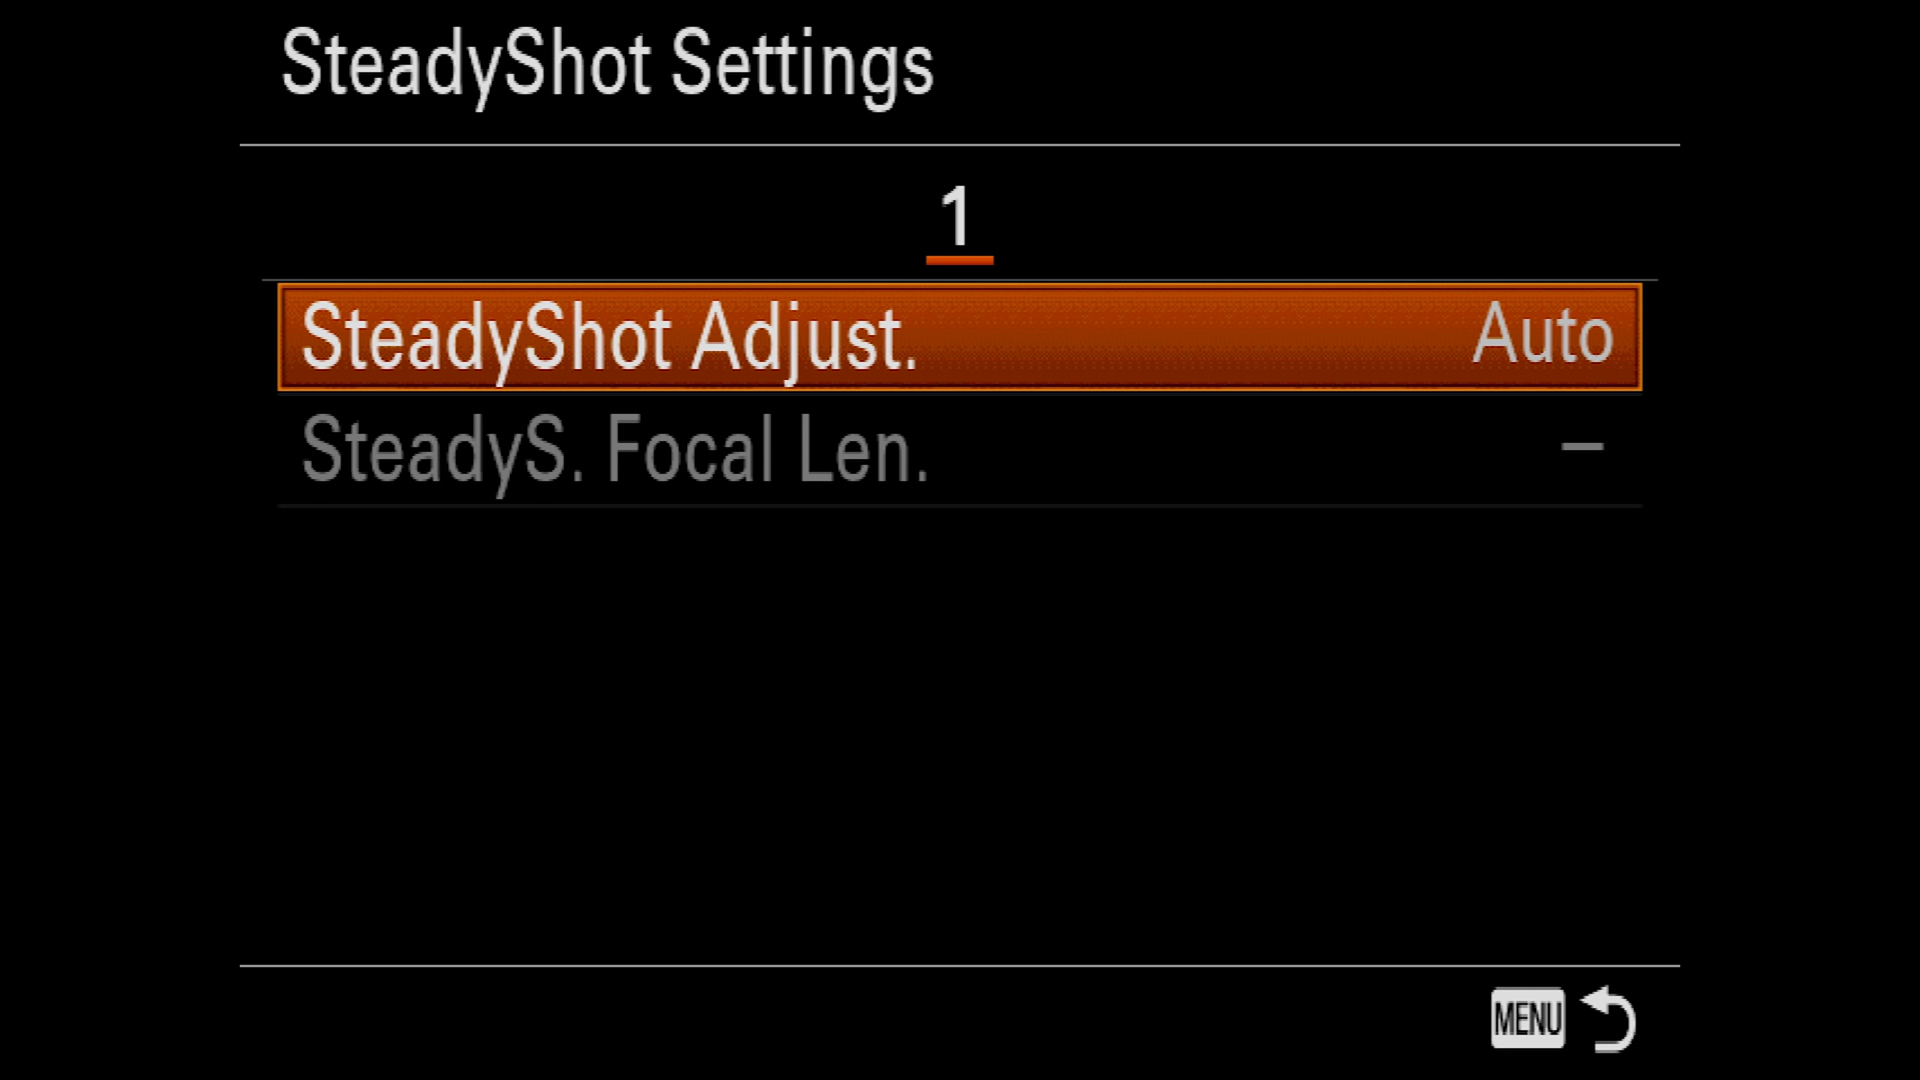 SteadyShot Settings
1
SteadyShot Adjust. Auto
SteadyS. Focal Len. –
MENU